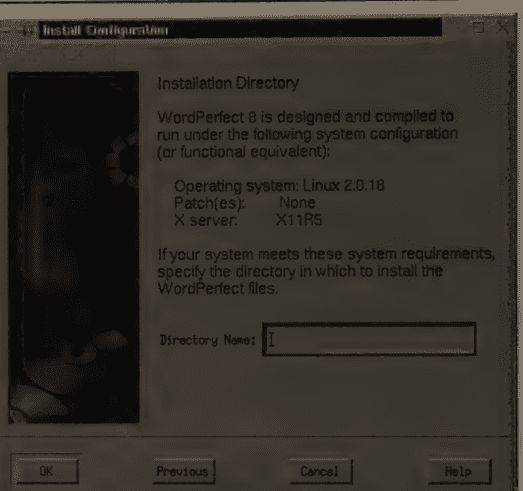 Install Configuration
Installation Directory
WordPerfect 8 is designed and compiled to
run under the following system configuration
(or functional equivalent):
Operating system: Linux 2.0.18
Patch(es): None
X server: X11R5
If your system meets these system requirements,
specify the directory in which to install the
WordPerfect files.
Directory Name:
OK Previous Cancel Help